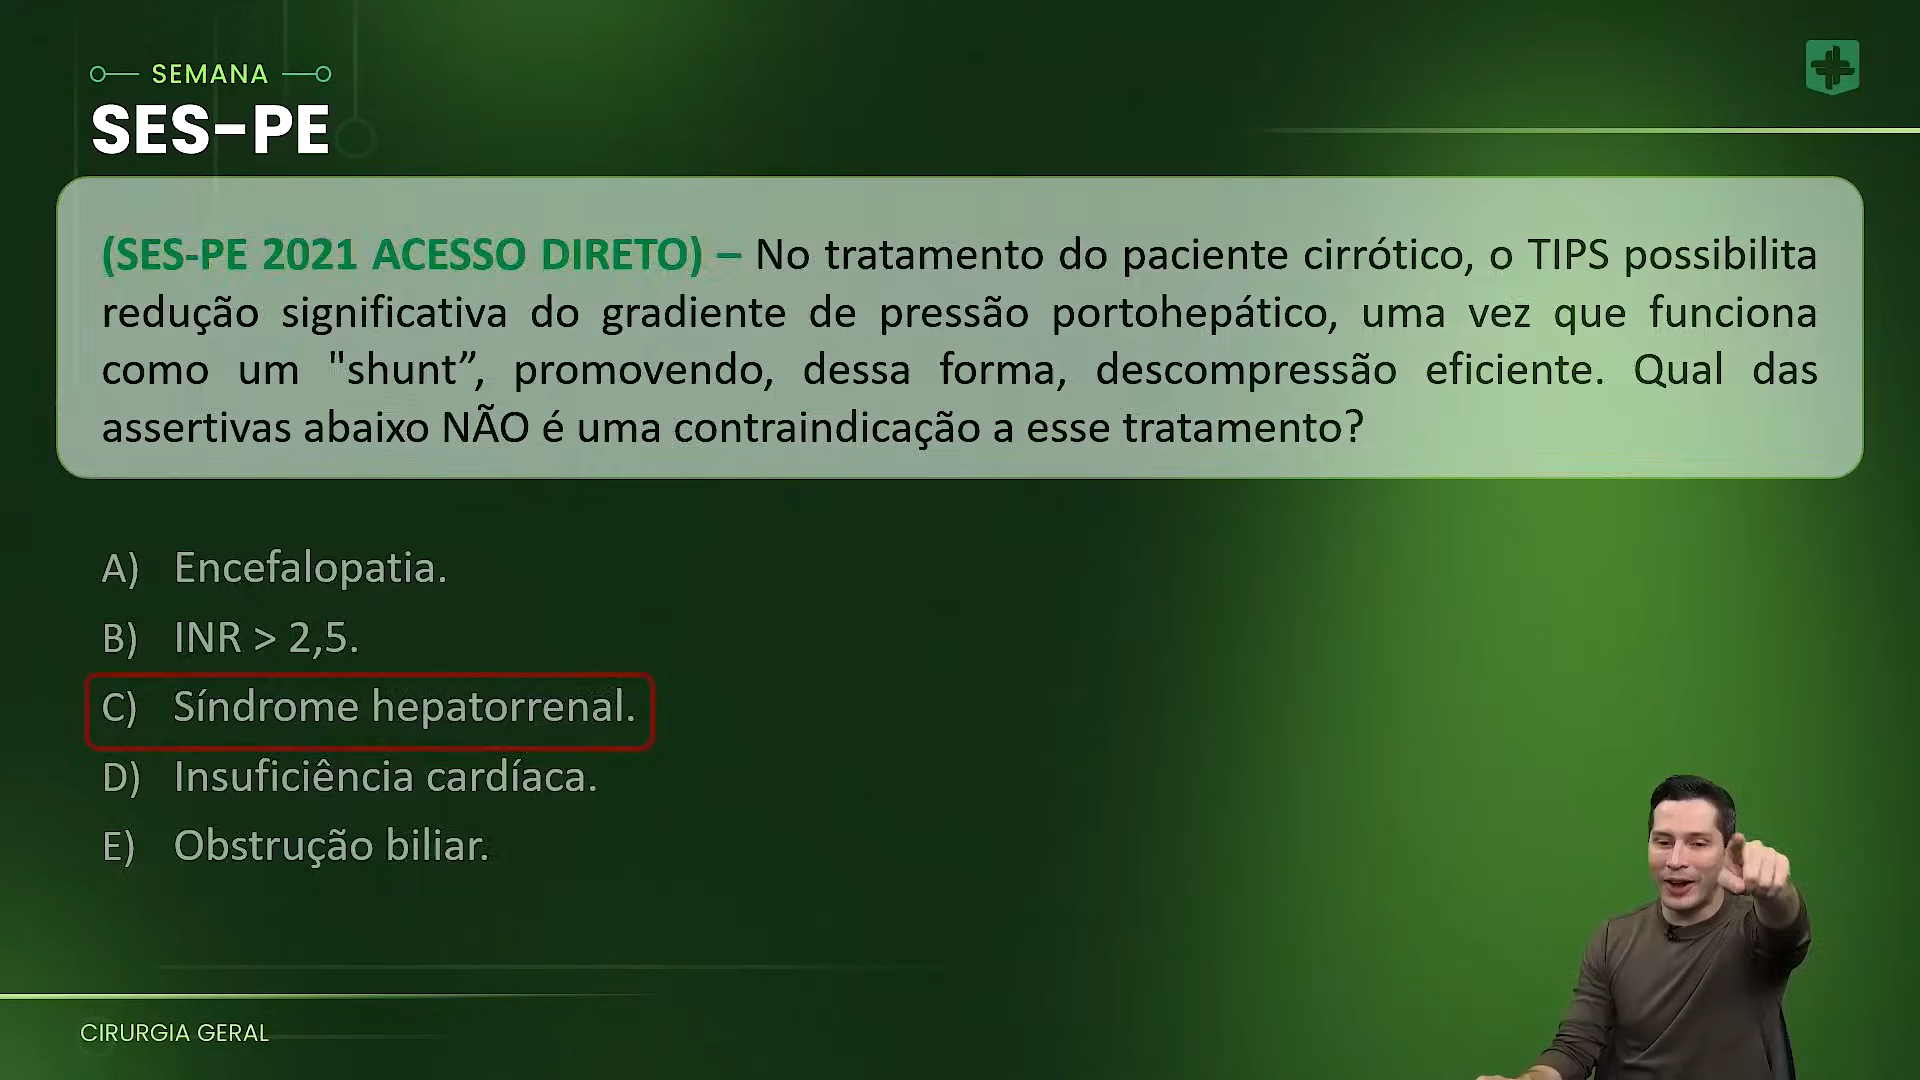 SEMANA
SES-PE
(SES-PE 2021 ACESSO DIRETO) – No tratamento do paciente cirrótico, o TIPS possibilita
redução significativa do gradiente de pressão portohepático, uma vez que funciona
como um "shunt”, promovendo, dessa forma, descompressão eficiente. Qual das
assertivas abaixo NÃO é uma contraindicação a esse tratamento?
A) Encefalopatia.
B) INR > 2,5.
C) Síndrome hepatorrenal.
D) Insuficiência cardíaca.
E) Obstrução biliar.
CIRURGIA GERAL